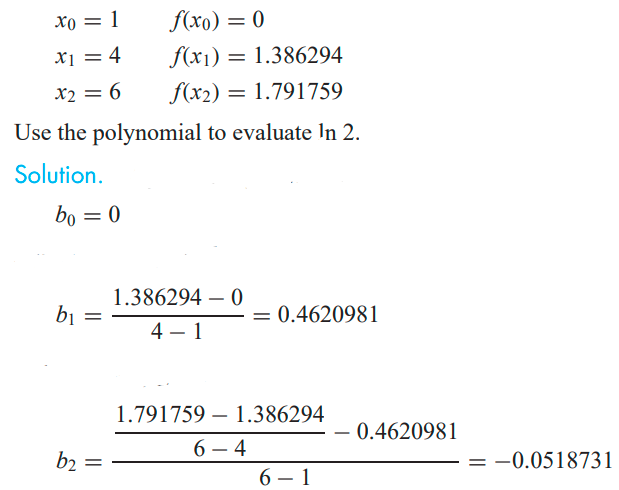 x₀ = 1 f(x₀) = 0
x₁ = 4 f(x₁) = 1.386294
x₂ = 6 f(x₂) = 1.791759
Use the polynomial to evaluate ln 2.
Solution.
b₀ = 0
b₁ = (1.386294 – 0)/(4 – 1) = 0.4620981
b₂ = ((1.791759 – 1.386294)/(6 – 4) – 0.4620981)/(6 – 1) = –0.0518731